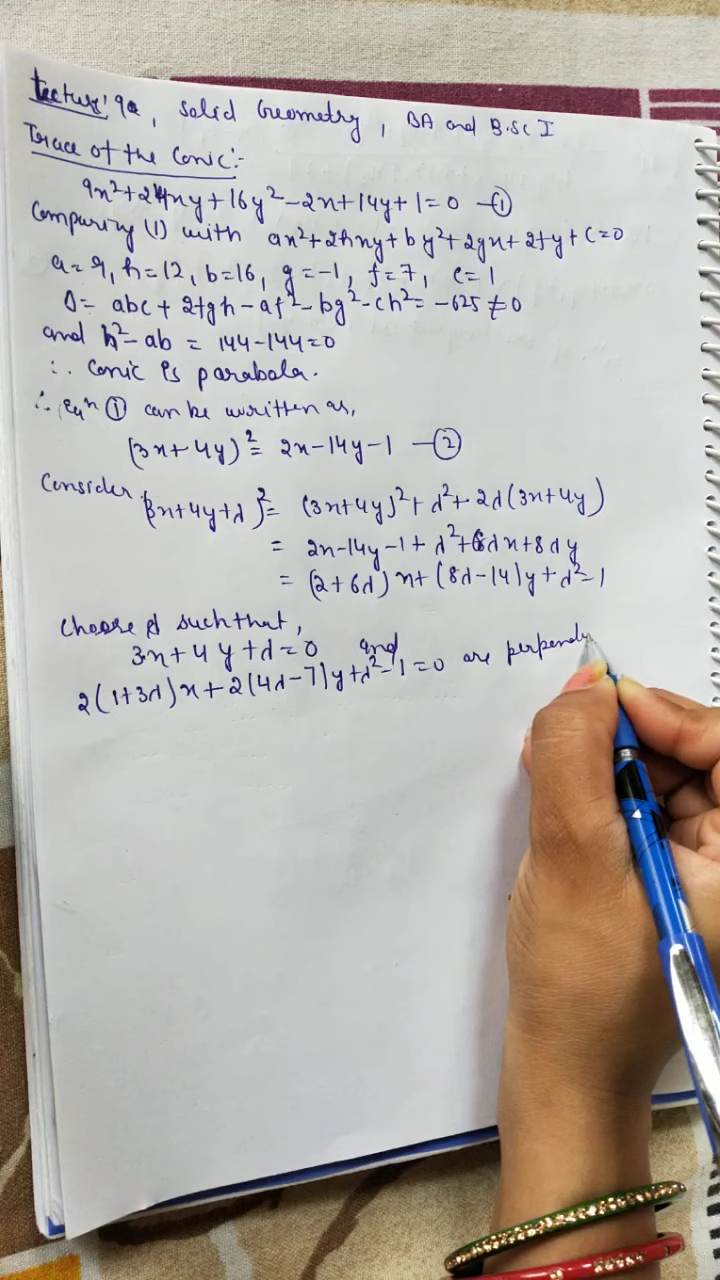 Lecture: 9a, Solid Geometry, BA and B.Sc I
Trace of the Conic:-
9x²+24xy+16y²-2x+14y+1=0 —①
Comparing (1) with ax²+2hxy+by²+2gx+2fy+c=0
a=9, h=12, b=16, g=-1, f=7, c=1
Δ= abc+2fgh-af²-bg²-ch²= -625≠0
and h²-ab = 144-144=0
∴ Conic is parabola.
∴ eqⁿ ① can be written as,
(3x+4y)²= 2x-14y-1 —②
Consider, (3x+4y+λ)²= (3x+4y)²+λ²+2λ(3x+4y)
= 2x-14y-1+λ²+6λx+8λy
= (2+6λ)x+(8λ-14)y+λ²-1
Choose λ such that,
3x+4y+λ=0 and
2(1+3λ)x+2(4λ-7)y+λ²-1=0 are perpendi